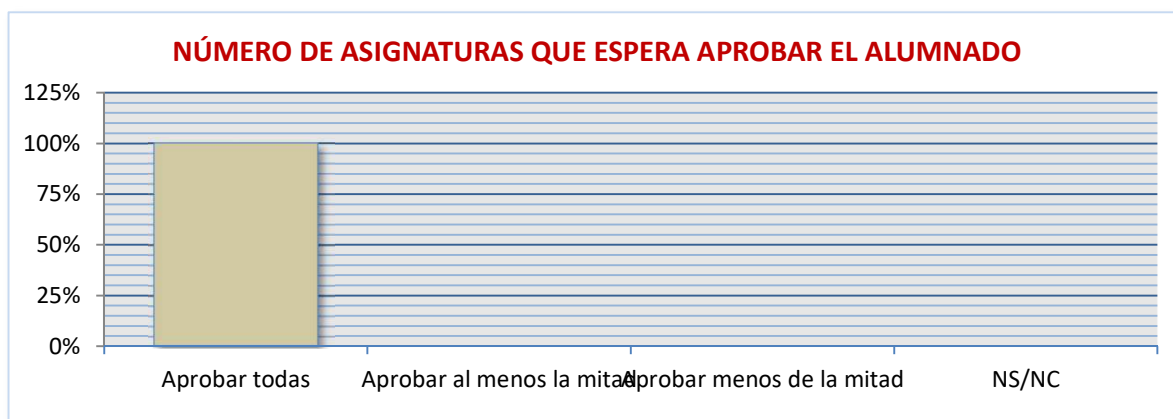 NÚMERO DE ASIGNATURAS QUE ESPERA APROBAR EL ALUMNADO
125%
100%
75%
50%
25%
0%
Aprobar todas
Aprobar al menos la mitad
Aprobar menos de la mitad
NS/NC